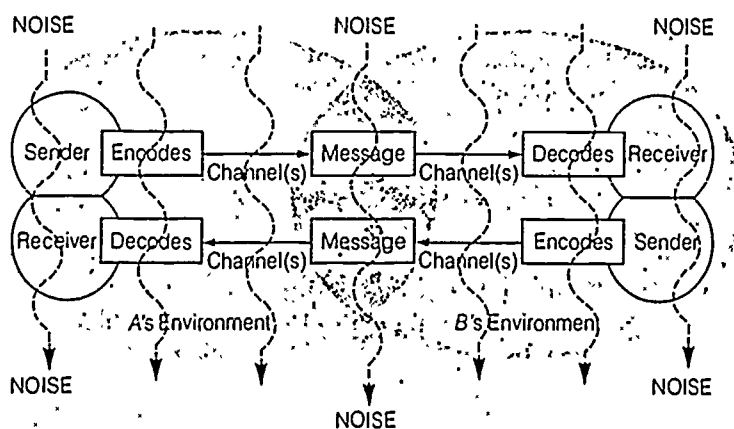 NOISE NOISE NOISE
Sender Encodes Message Decodes Receiver
Channel(s) Channel(s)
Receiver Decodes Message Encodes Sender
Channel(s) Channel(s)
A's Environment B's Environment
NOISE NOISE
NOISE